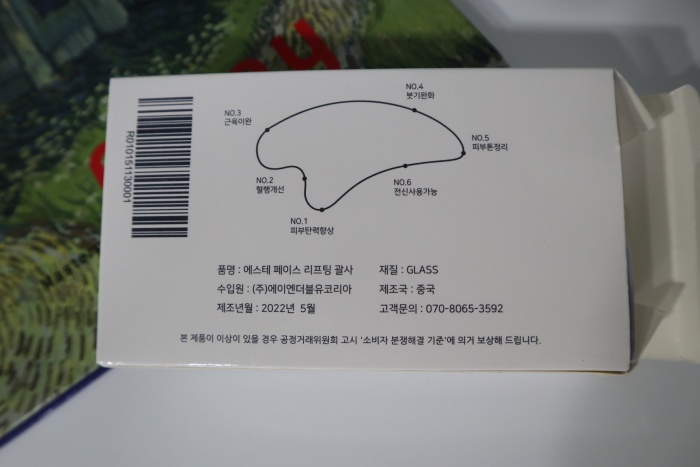 R010151130001
NO.4
붓기완화
NO.3
근육이완
NO.5
피부톤정리
NO.2
혈행개선
NO.6
전신사용가능
NO.1
피부탄력향상
품명 : 에스테 페이스 리프팅 괄사
재질 : GLASS
수입원 : (주)에이엔더블유코리아
제조국 : 중국
제조년월 : 2022년 5월
고객문의 : 070-8065-3592
본 제품이 이상이 있을 경우 공정거래위원회 고시 '소비자 분쟁해결 기준'에 의거 보상해 드립니다.